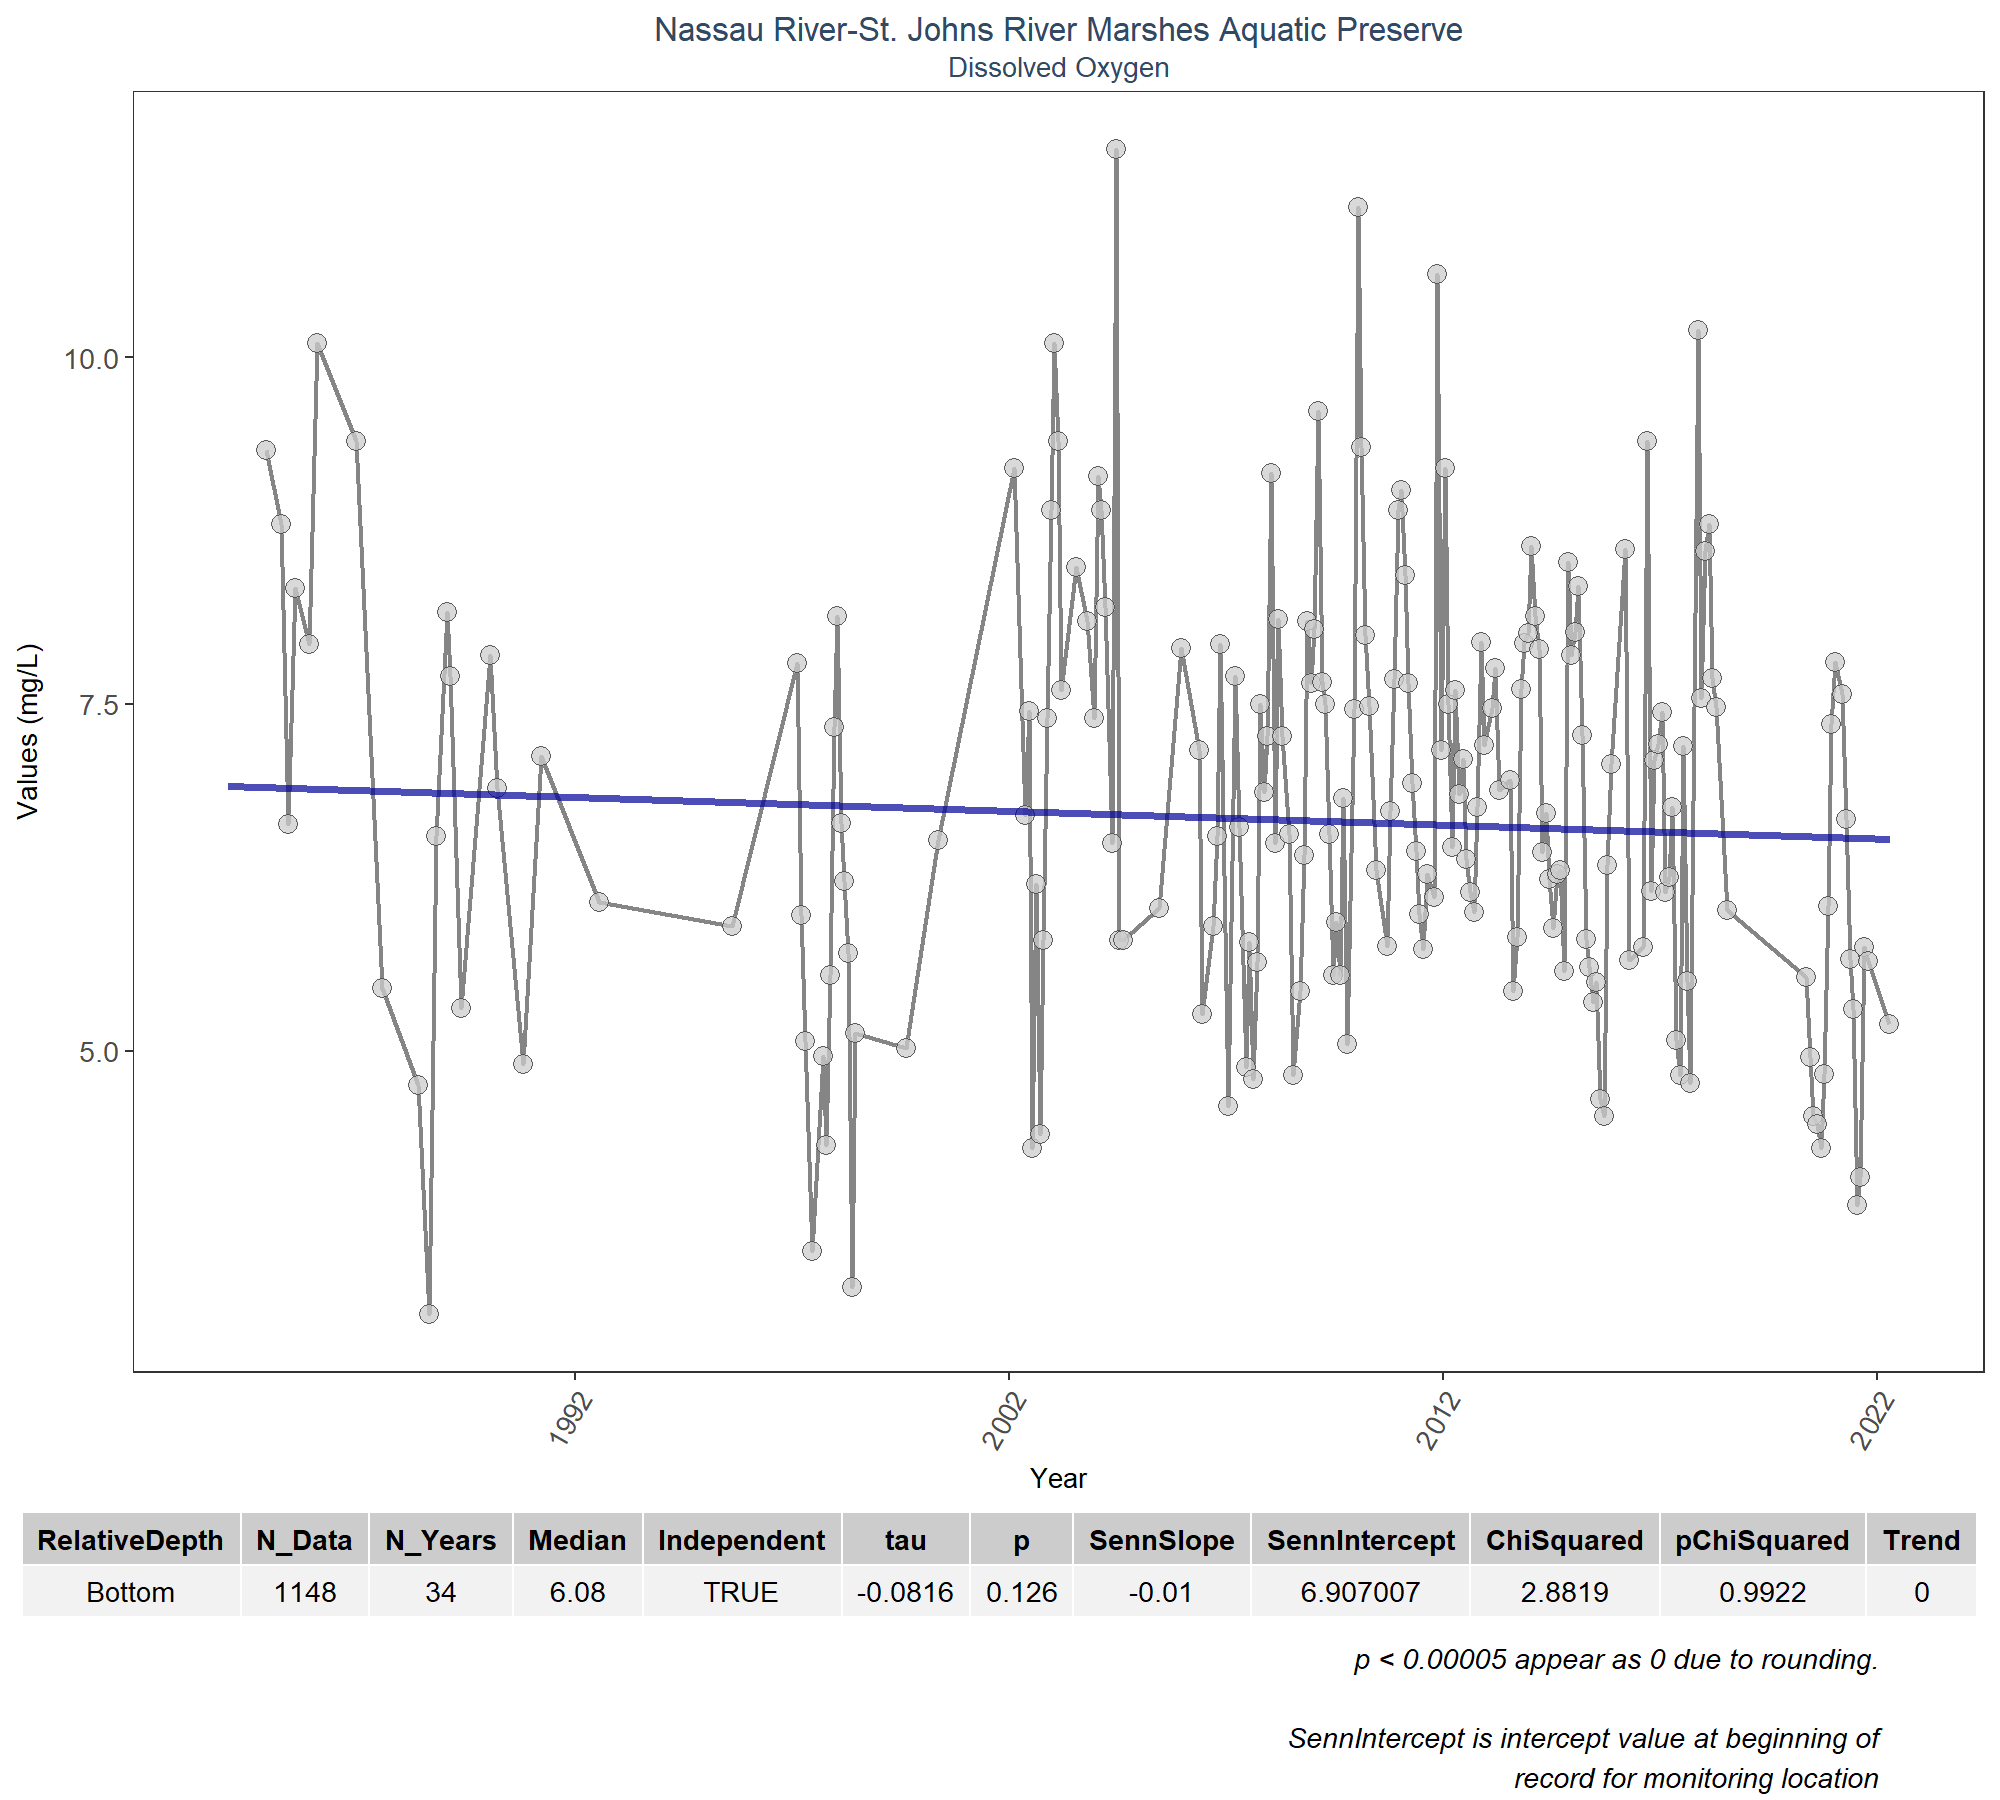 Nassau River-St. Johns River Marshes Aquatic Preserve
Dissolved Oxygen
10.0
7.5
5.0
Values (mg/L)
1992 2002 2012 2022
Year
RelativeDepth N_Data N_Years Median Independent tau p SennSlope SennIntercept ChiSquared pChiSquared Trend
Bottom 1148 34 6.08 TRUE -0.0816 0.126 -0.01 6.907007 2.8819 0.9922 0
p < 0.00005 appear as 0 due to rounding.
SennIntercept is intercept value at beginning of
record for monitoring location